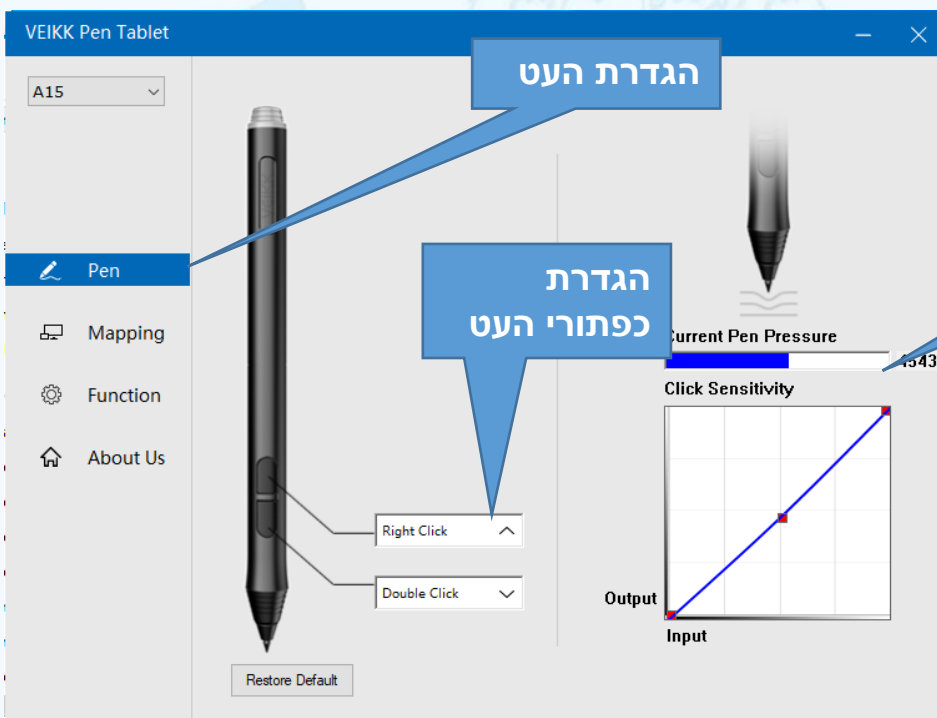 VEIKK Pen Tablet
A15
הגדרת העט
Pen
Mapping
Function
About Us
הגדרת
כפתורי העט
Right Click
Double Click
Restore Default
Current Pen Pressure
4543
Click Sensitivity
Output
Input